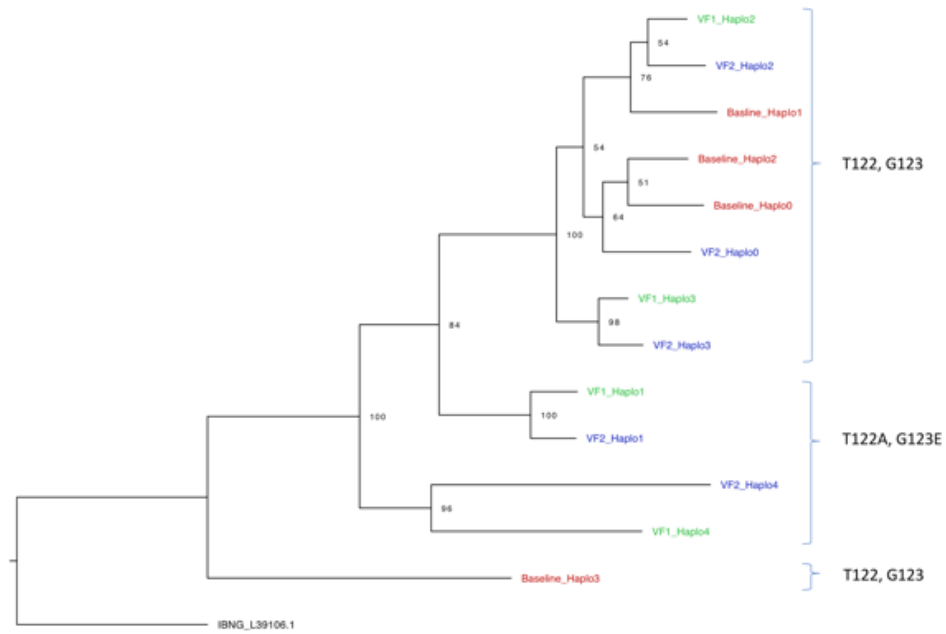 VF1_Haplo2
54
VF2_Haplo2
76
Basline_Haplo1
54
Baseline_Haplo2
T122, G123
51
Baseline_Haplo0
64
100
VF2_Haplo0
VF1_Haplo3
98
84
VF2_Haplo3
VF1_Haplo1
100
100
VF2_Haplo1
T122A, G123E
VF2_Haplo4
96
VF1_Haplo4
Baseline_Haplo3
T122, G123
IBNG_L39106.1